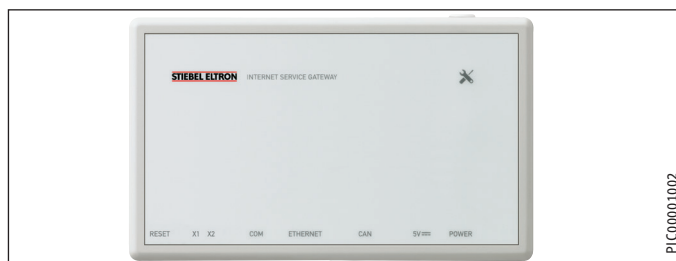 STIEBEL ELTRON INTERNET SERVICE GATEWAY
RESET X1 X2 COM ETHERNET CAN 5V⎓ POWER
PIC00001002